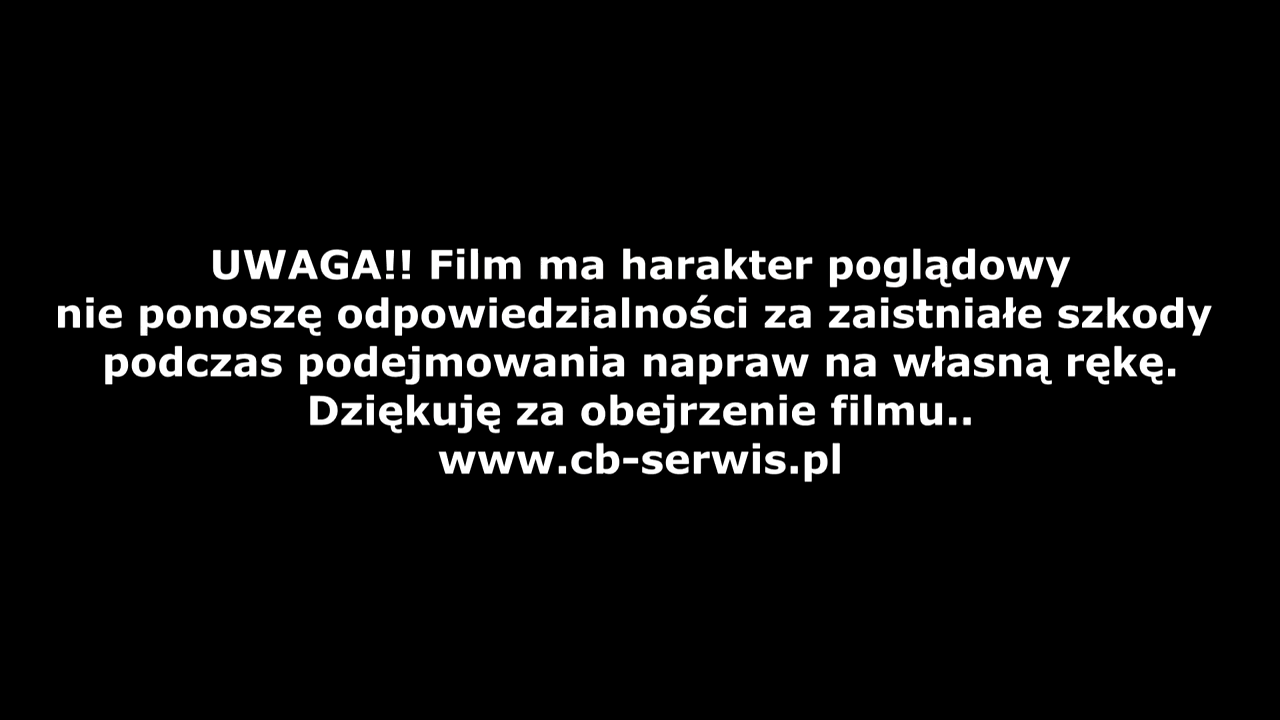 UWAGA!! Film ma harakter poglądowy
nie ponoszę odpowiedzialności za zaistniałe szkody
podczas podejmowania napraw na własną rękę.
Dziękuję za obejrzenie filmu..
www.cb-serwis.pl